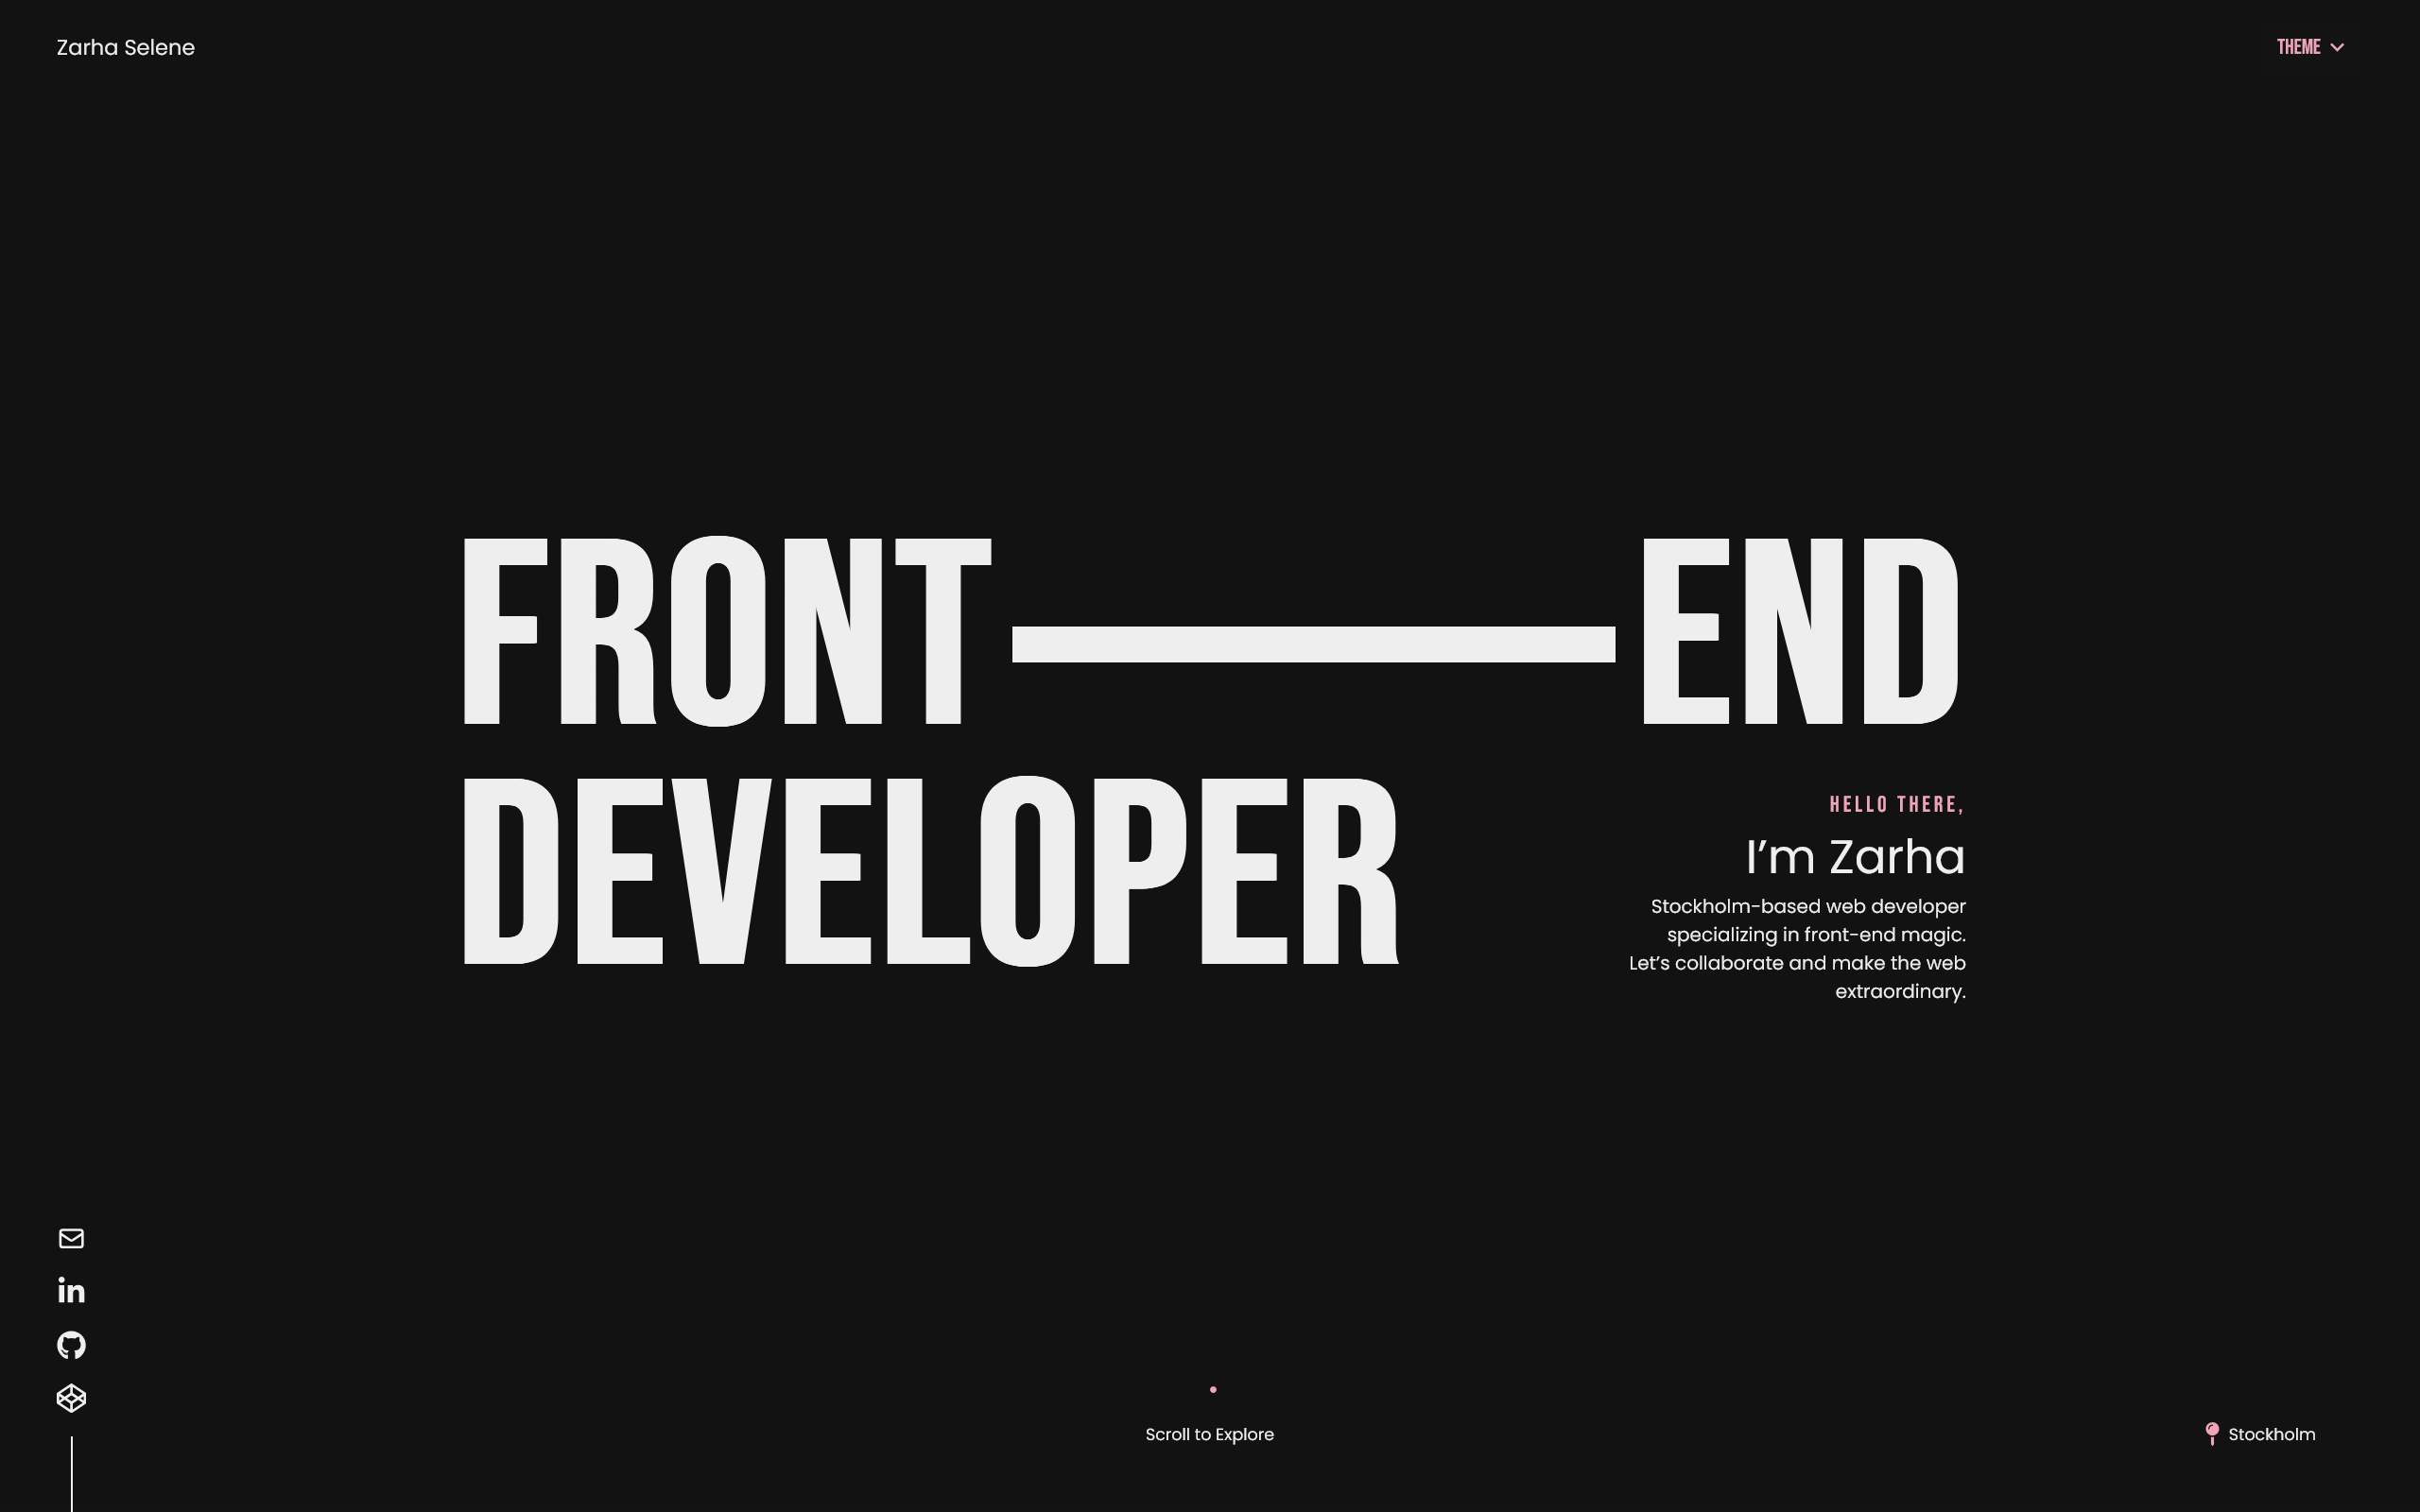 Zarha Selene
THEME
FRONT—END
DEVELOPER
HELLO THERE,
I’m Zarha
Stockholm-based web developer
specializing in front-end magic.
Let’s collaborate and make the web
extraordinary.
in
Scroll to Explore
Stockholm